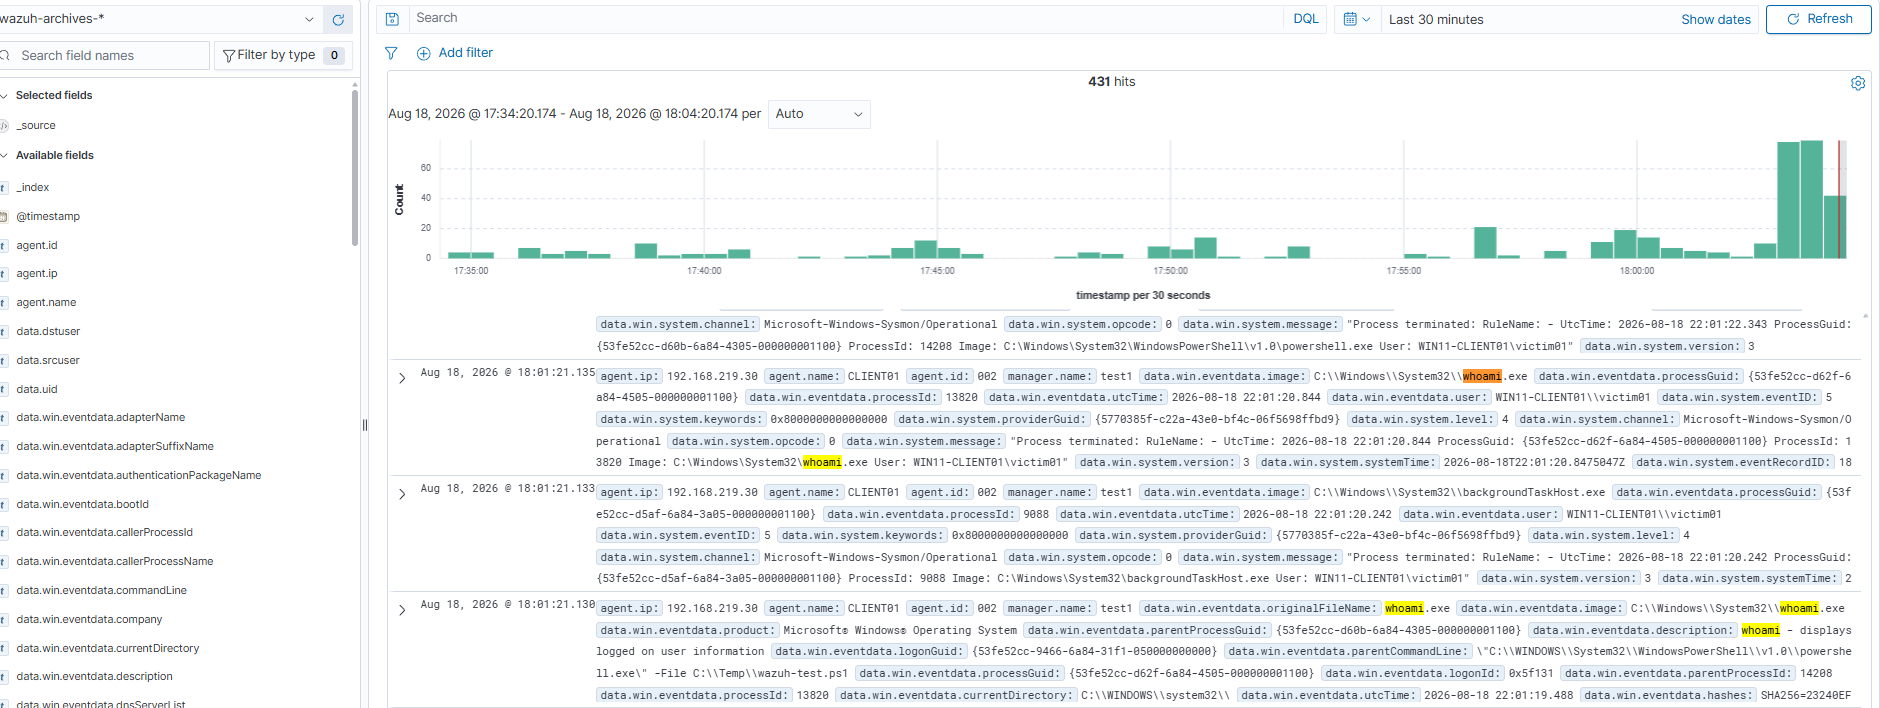 wazuh-archives-*
Search
DQL
Last 30 minutes
Show dates
Refresh
Search field names
Filter by type 0
Add filter
Selected fields
_source
Available fields
_index
@timestamp
agent.id
agent.ip
agent.name
data.dstuser
data.srcuser
data.uid
data.win.eventdata.adapterName
data.win.eventdata.adapterSuffixName
data.win.eventdata.authenticationPackageName
data.win.eventdata.bootId
data.win.eventdata.callerProcessId
data.win.eventdata.callerProcessName
data.win.eventdata.commandLine
data.win.eventdata.company
data.win.eventdata.currentDirectory
data.win.eventdata.description
data.win.eventdata.dnsServerList
431 hits
Aug 18, 2026 @ 17:34:20.174 - Aug 18, 2026 @ 18:04:20.174 per Auto
Count
60
40
20
0
17:35:00 17:40:00 17:45:00 17:50:00 17:55:00 18:00:00
timestamp per 30 seconds
data.win.system.channel: Microsoft-Windows-Sysmon/Operational data.win.system.opcode: 0 data.win.system.message: "Process terminated: RuleName: - UtcTime: 2026-08-18 22:01:22.343 ProcessGuid:
{53fe52cc-d60b-6a84-4305-000000001100} ProcessId: 14208 Image: C:\Windows\System32\WindowsPowerShell\v1.0\powershell.exe User: WIN11-CLIENT01\victim01" data.win.system.version: 3
Aug 18, 2026 @ 18:01:21.135 agent.ip: 192.168.219.30 agent.name: CLIENT01 agent.id: 002 manager.name: test1 data.win.eventdata.image: C:\\Windows\\System32\\whoami.exe data.win.eventdata.processGuid: {53fe52cc-d62f-6
a84-4505-000000001100} data.win.eventdata.processId: 13820 data.win.eventdata.utcTime: 2026-08-18 22:01:20.844 data.win.eventdata.user: WIN11-CLIENT01\\victim01 data.win.system.eventID: 5
data.win.system.keywords: 0x8000000000000000 data.win.system.providerGuid: {5770385f-c22a-43e0-bf4c-06f5698ffbd9} data.win.system.level: 4 data.win.system.channel: Microsoft-Windows-Sysmon/O
perational data.win.system.opcode: 0 data.win.system.message: "Process terminated: RuleName: - UtcTime: 2026-08-18 22:01:20.844 ProcessGuid: {53fe52cc-d62f-6a84-4505-000000001100} ProcessId: 1
3820 Image: C:\Windows\System32\whoami.exe User: WIN11-CLIENT01\victim01" data.win.system.version: 3 data.win.system.systemTime: 2026-08-18T22:01:20.8475047Z data.win.system.eventRecordID: 18
Aug 18, 2026 @ 18:01:21.133 agent.ip: 192.168.219.30 agent.name: CLIENT01 agent.id: 002 manager.name: test1 data.win.eventdata.image: C:\\Windows\\System32\\backgroundTaskHost.exe data.win.eventdata.processGuid: {53f
e52cc-d5af-6a84-3a05-000000001100} data.win.eventdata.processId: 9088 data.win.eventdata.utcTime: 2026-08-18 22:01:20.242 data.win.eventdata.user: WIN11-CLIENT01\\victim01
data.win.system.eventID: 5 data.win.system.keywords: 0x8000000000000000 data.win.system.providerGuid: {5770385f-c22a-43e0-bf4c-06f5698ffbd9} data.win.system.level: 4
data.win.system.channel: Microsoft-Windows-Sysmon/Operational data.win.system.opcode: 0 data.win.system.message: "Process terminated: RuleName: - UtcTime: 2026-08-18 22:01:20.242 ProcessGuid:
{53fe52cc-d5af-6a84-3a05-000000001100} ProcessId: 9088 Image: C:\Windows\System32\backgroundTaskHost.exe User: WIN11-CLIENT01\victim01" data.win.system.version: 3 data.win.system.systemTime: 2
Aug 18, 2026 @ 18:01:21.130 agent.ip: 192.168.219.30 agent.name: CLIENT01 agent.id: 002 manager.name: test1 data.win.eventdata.originalFileName: whoami.exe data.win.eventdata.image: C:\\Windows\\System32\\whoami.exe
data.win.eventdata.product: Microsoft® Windows® Operating System data.win.eventdata.parentProcessGuid: {53fe52cc-d60b-6a84-4305-000000001100} data.win.eventdata.description: whoami - displays
logged on user information data.win.eventdata.logonGuid: {53fe52cc-9466-6a84-31f1-050000000000} data.win.eventdata.parentCommandLine: \"C:\\WINDOWS\\System32\\WindowsPowerShell\\v1.0\\powershe
ll.exe\" -File C:\\Temp\\wazuh-test.ps1 data.win.eventdata.processGuid: {53fe52cc-d62f-6a84-4505-000000001100} data.win.eventdata.logonId: 0x5f131 data.win.eventdata.parentProcessId: 14208
data.win.eventdata.processId: 13820 data.win.eventdata.currentDirectory: C:\\WINDOWS\\system32\\ data.win.eventdata.utcTime: 2026-08-18 22:01:19.488 data.win.eventdata.hashes: SHA256=23240EF